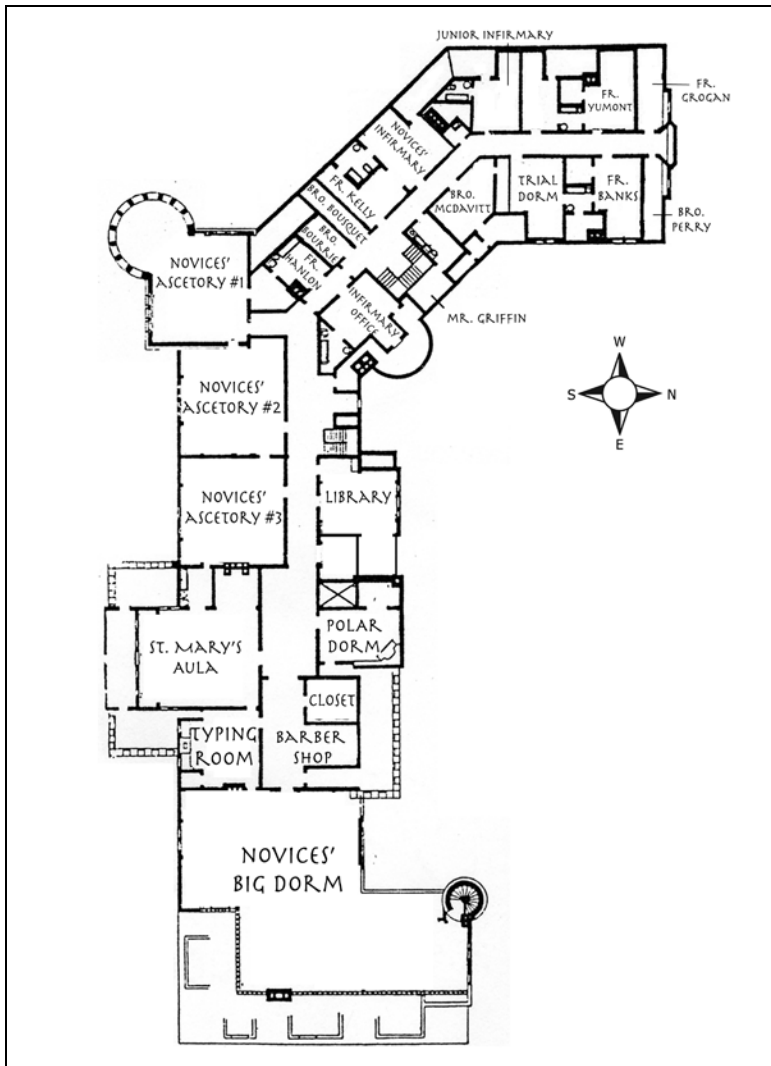 JUNIOR INFIRMARY
FR.
GROGAN
FR.
YUMONT
NOVICES'
INFIRMARY
FR. KELLY
BRO. BOUSQUET
BRO.
BOURRIE
FR.
HANLON
BRO.
MCDAVITT
TRIAL
DORM
FR.
BANKS
BRO.
PERRY
MR. GRIFFIN
INFIRMARY
OFFICE
NOVICES'
ASCETORY #1
NOVICES'
ASCETORY #2
NOVICES'
ASCETORY #3
W
S
N
E
LIBRARY
POLAR
DORM
ST. MARY'S
AULA
CLOSET
TYPING
ROOM
BARBER
SHOP
NOVICES'
BIG DORM